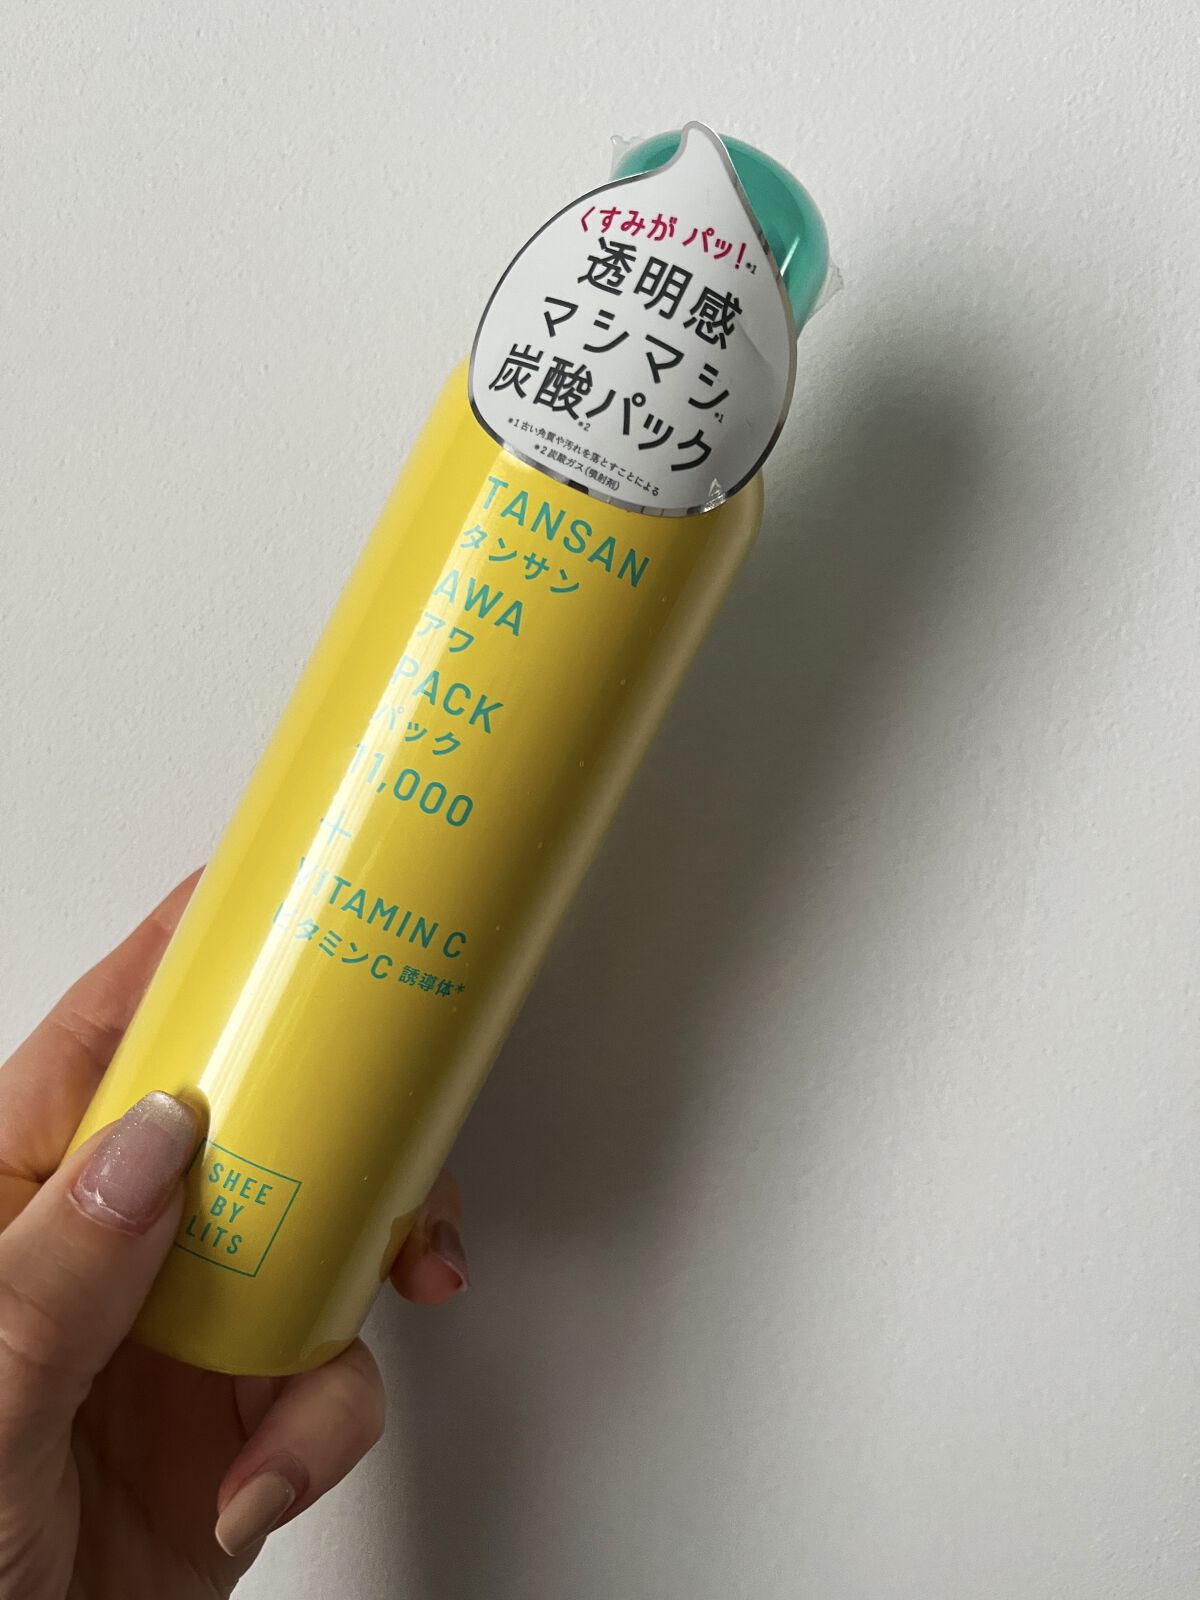 くすみが パッ!*1
透明感
マシマシ*1
炭酸*2パック
*1 古い角質や汚れを落とすことによる
*2 炭酸ガス(噴射剤)
TANSAN
タンサン
AWA
アワ
PACK
パック
11,000
+
VITAMIN C
ビタミンC 誘導体*
SHEE
BY
LITS